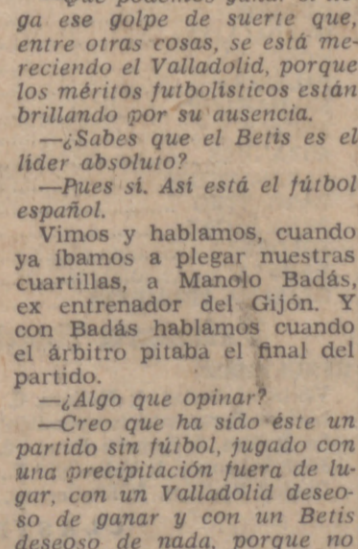 ga ese golpe de suerte que,
entre otras cosas, se está me-
reciendo el Valladolid, porque
los méritos futbolísticos están
brillando por su ausencia.
—¿Sabes que el Betis es el
líder absoluto?
—Pues sí. Así está el fútbol
español.
Vimos y hablamos, cuando
ya íbamos a plegar nuestras
cuartillas, a Manolo Badás,
ex entrenador del Gijón. Y
con Badás hablamos cuando
el árbitro pitaba el final del
partido.
—¿Algo que opinar?
—Creo que ha sido éste un
partido sin fútbol, jugado con
una precipitación fuera de lu-
gar, con un Valladolid deseo-
so de ganar y con un Betis
deseoso de nada, porque no